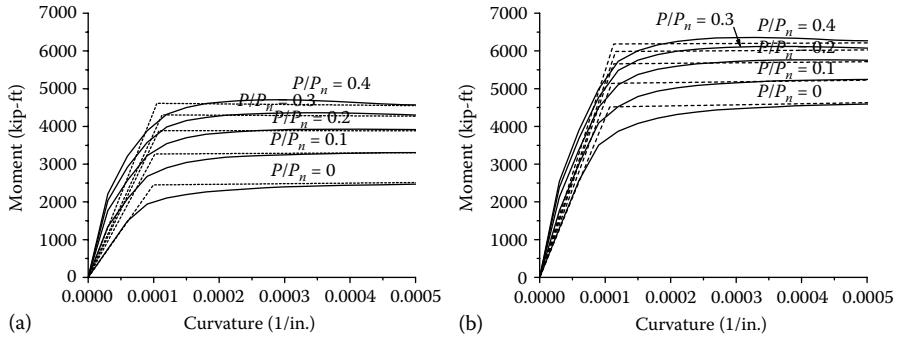 7000
6000
5000
4000
3000
2000
1000
0
Moment (kip-ft)
P/Pn = 0.4
P/Pn = 0.3
P/Pn = 0.2
P/Pn = 0.1
P/Pn = 0
0.0000 0.0001 0.0002 0.0003 0.0004 0.0005
Curvature (1/in.)
(a)
7000
6000
5000
4000
3000
2000
1000
0
Moment (kip-ft)
P/Pn = 0.3
P/Pn = 0.4
P/Pn = 0.2
P/Pn = 0.1
P/Pn = 0
0.0000 0.0001 0.0002 0.0003 0.0004 0.0005
Curvature (1/in.)
(b)